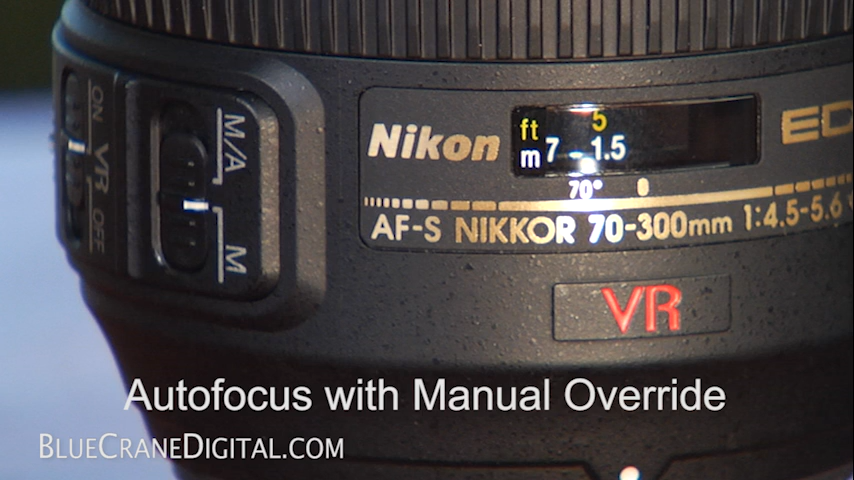 ON VR OFF
M/A
M
Nikon
ft 5
m 7 1.5
70°
ED
AF-S NIKKOR 70-300mm 1:4.5-5.6
VR
Autofocus with Manual Override
BLUECRANEDIGITAL.COM